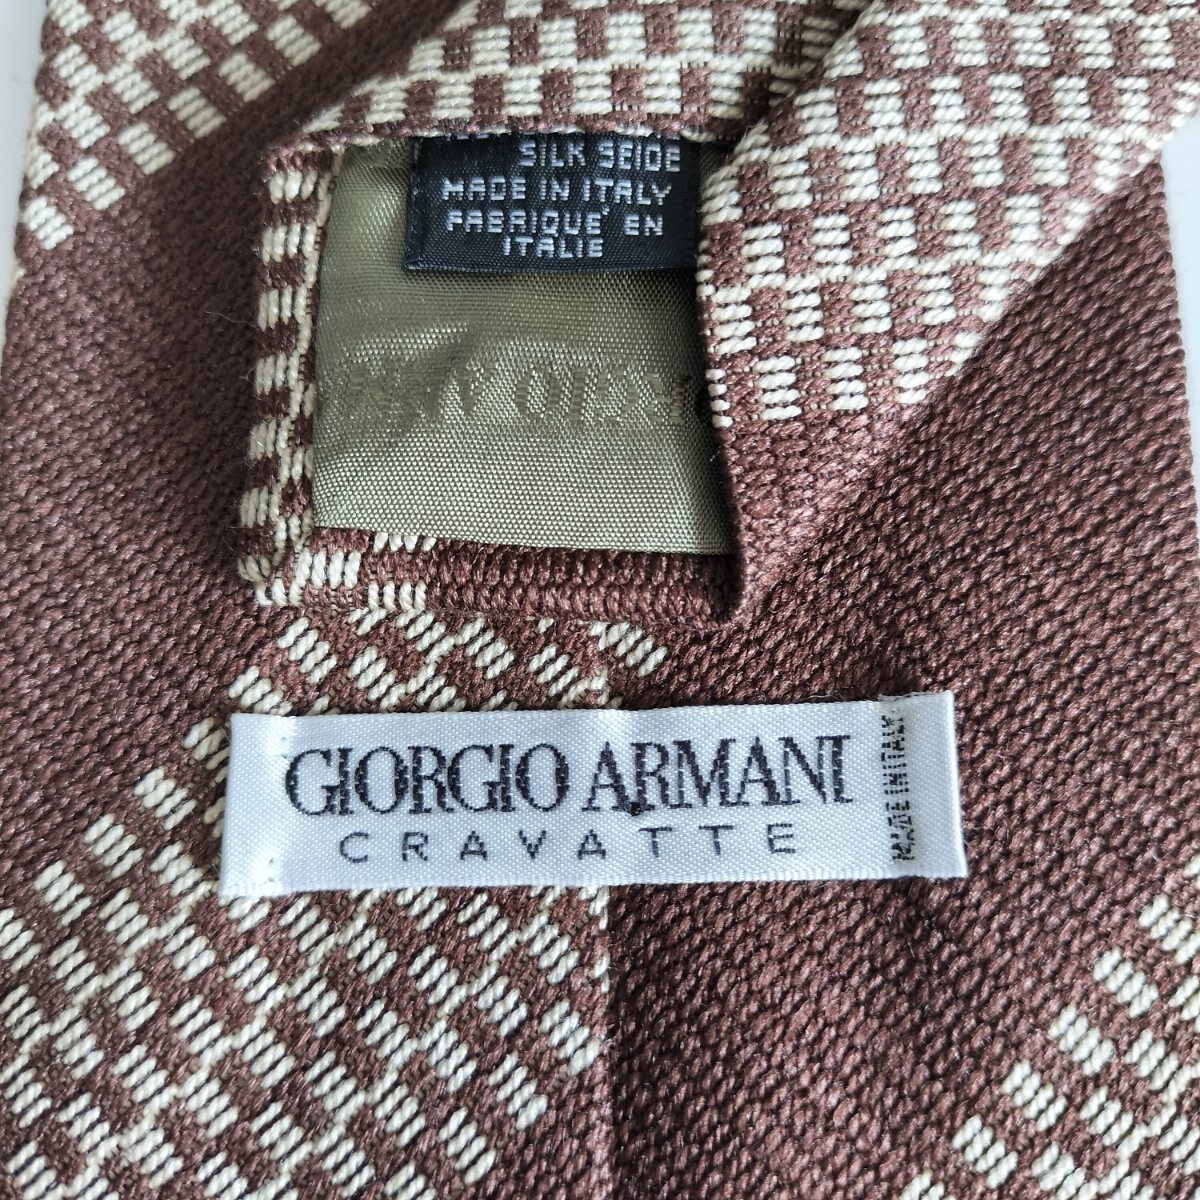 SILK SEIDE
MADE IN ITALY
FABRIQUE' EN
ITALIE
GIORGIO ARMANI
CRAVATTE
MADE IN ITALY